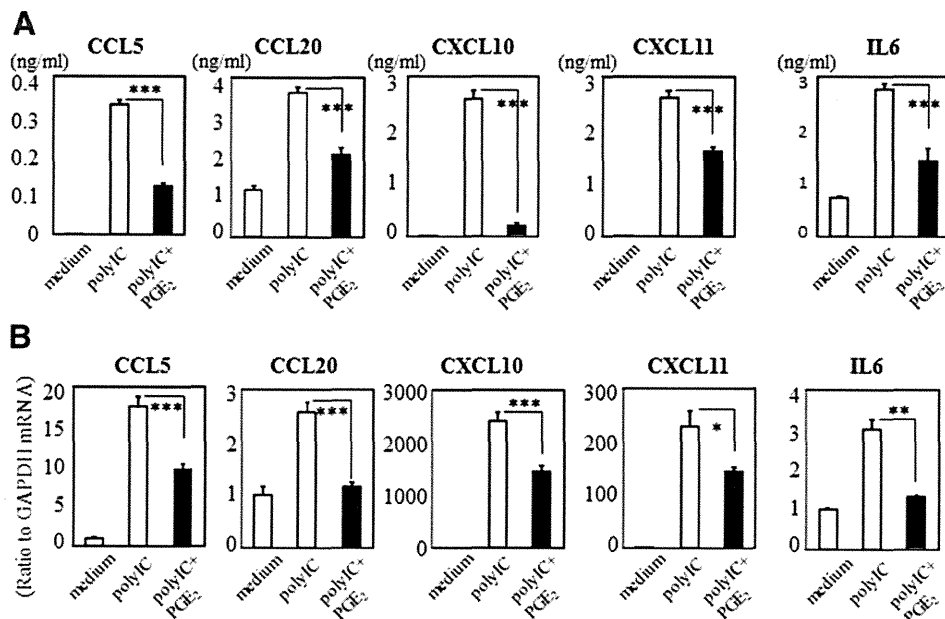 A
CCL5 CCL20 CXCL10 CXCL11 IL6
(ng/ml) (ng/ml) (ng/ml) (ng/ml) (ng/ml)
0.4 4 3 3 3
*** *** *** *** ***
0.3 3
0.2 2 2 2 2
0.1 1 1 1 1
0 0 0 0 0
medium polyIC polyIC+ PGE2 medium polyIC polyIC+ PGE2 medium polyIC polyIC+ PGE2 medium polyIC polyIC+ PGE2 medium polyIC polyIC+ PGE2
B
CCL5 CCL20 CXCL10 CXCL11 IL6
(Ratio to GAPDH mRNA)
20 3 3000 300 4
*** *** *** * **
15 2 2000 200 3
10 2
5 1 1000 100 1
0 0 0 0 0
medium polyIC polyIC+ PGE2 medium polyIC polyIC+ PGE2 medium polyIC polyIC+ PGE2 medium polyIC polyIC+ PGE2 medium polyIC polyIC+ PGE2